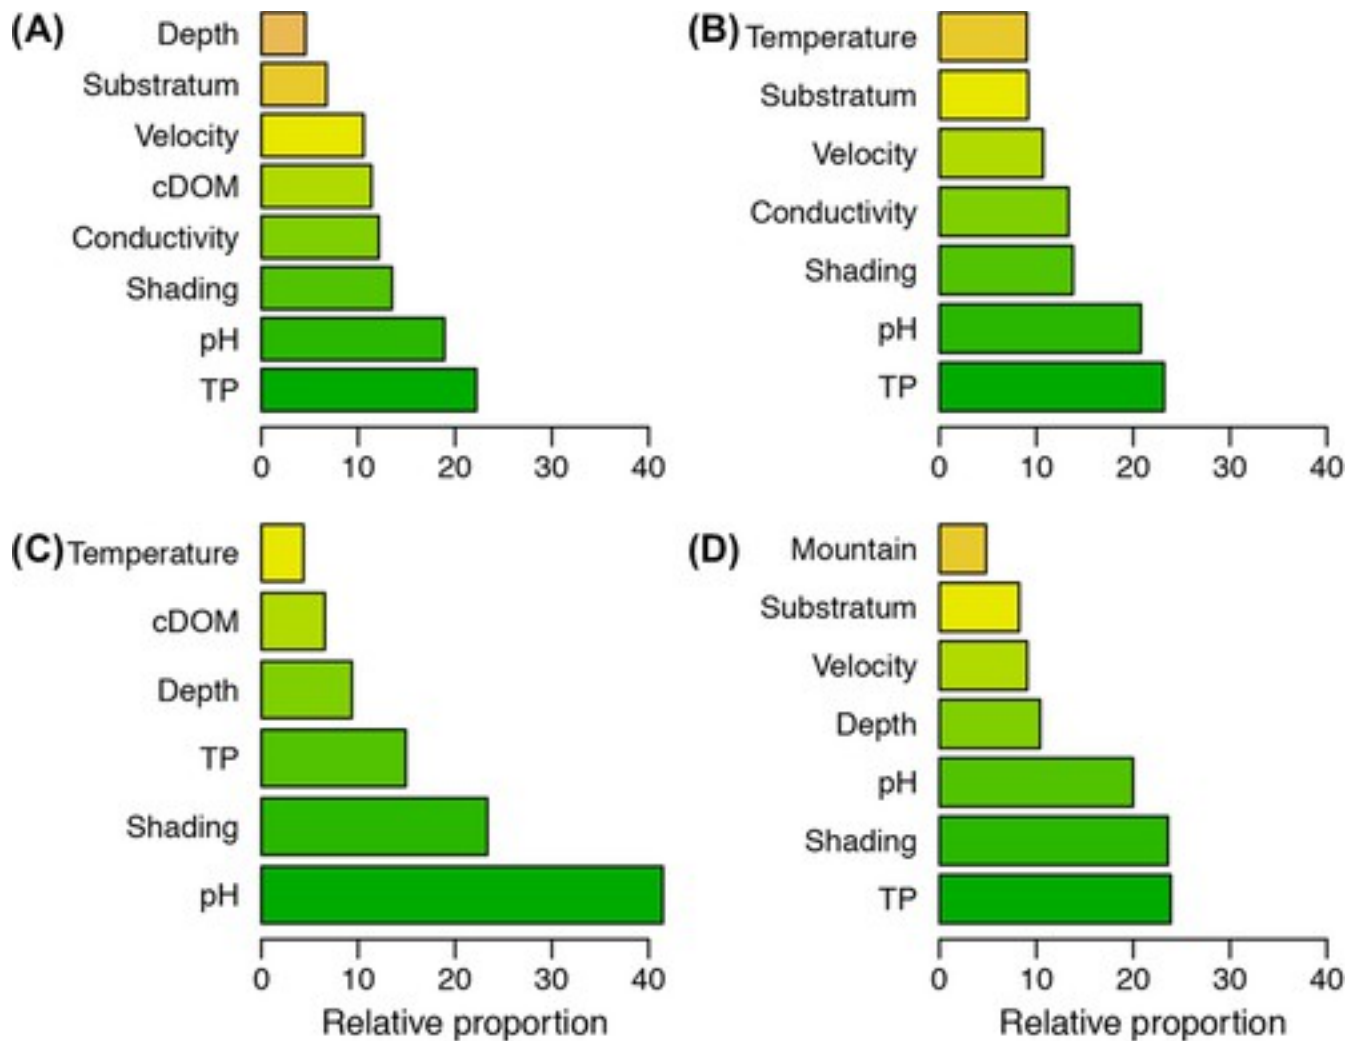 (A)
Depth
Substratum
Velocity
cDOM
Conductivity
Shading
pH
TP
0 10 20 30 40
(B)
Temperature
Substratum
Velocity
Conductivity
Shading
pH
TP
0 10 20 30 40
(C)
Temperature
cDOM
Depth
TP
Shading
pH
0 10 20 30 40
Relative proportion
(D)
Mountain
Substratum
Velocity
Depth
pH
Shading
TP
0 10 20 30 40
Relative proportion